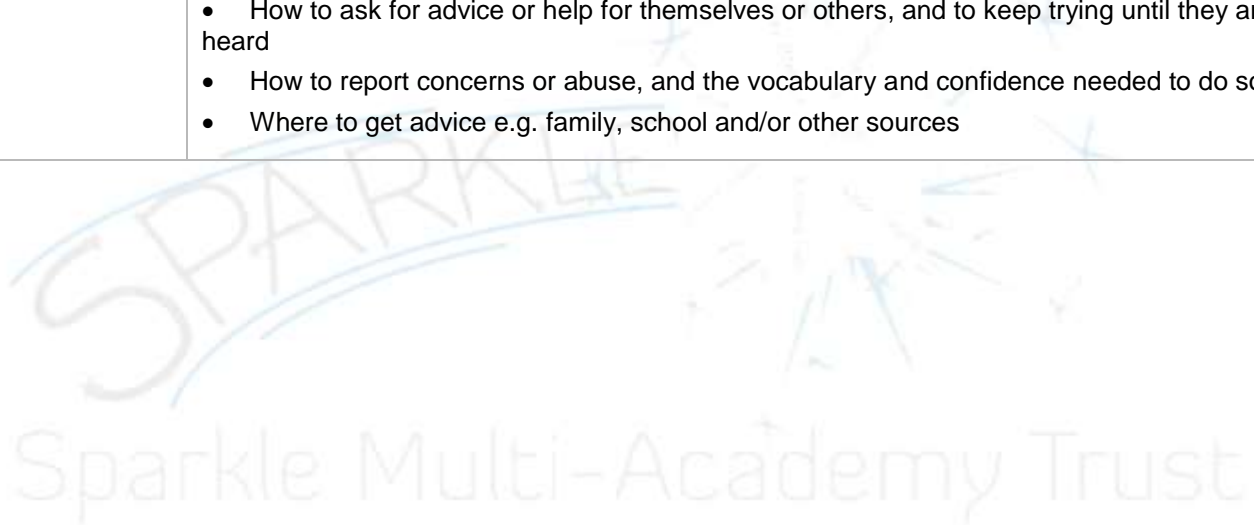 • How to ask for advice or help for themselves or others, and to keep trying until they
heard
• How to report concerns or abuse, and the vocabulary and confidence needed to do
• Where to get advice e.g. family, school and/or other sources
SPARKLE
Sparkle Multi-Academy Trust